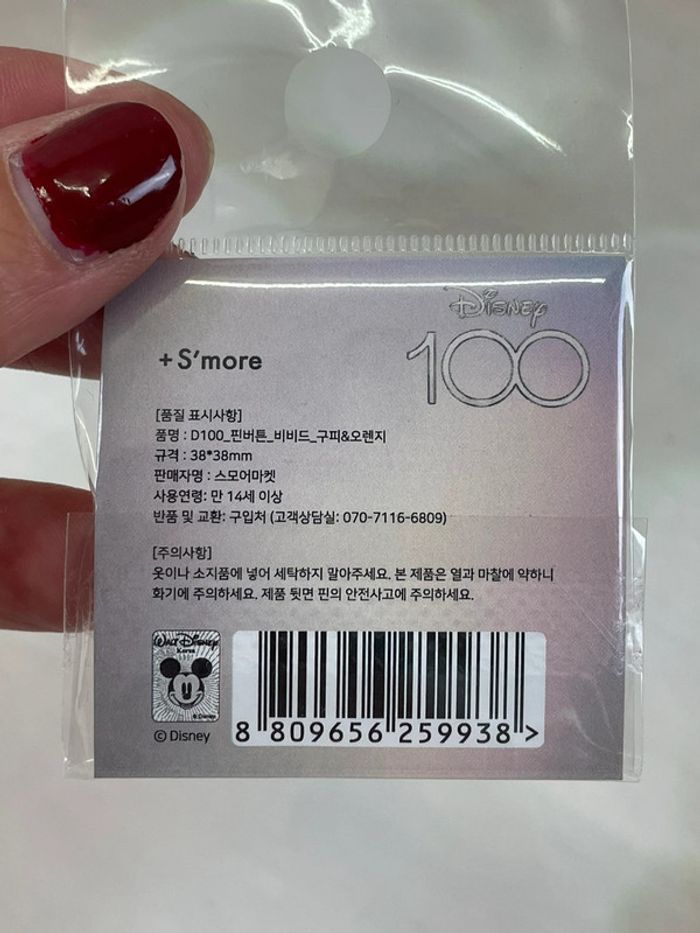 Disney
100
+ S'more
[품질 표시사항]
품명 : D100_핀버튼_비비드_구피&오렌지
규격 : 38*38mm
판매자명 : 스모어마켓
사용연령: 만 14세 이상
반품 및 교환: 구입처 (고객상담실: 070-7116-6809)
[주의사항]
옷이나 소지품에 넣어 세탁하지 말아주세요. 본 제품은 열과 마찰에 약하니
화기에 주의하세요. 제품 뒷면 핀의 안전사고에 주의하세요.
WALT DISNEY
Korea
© Disney
© Disney
8 809656 259938 >